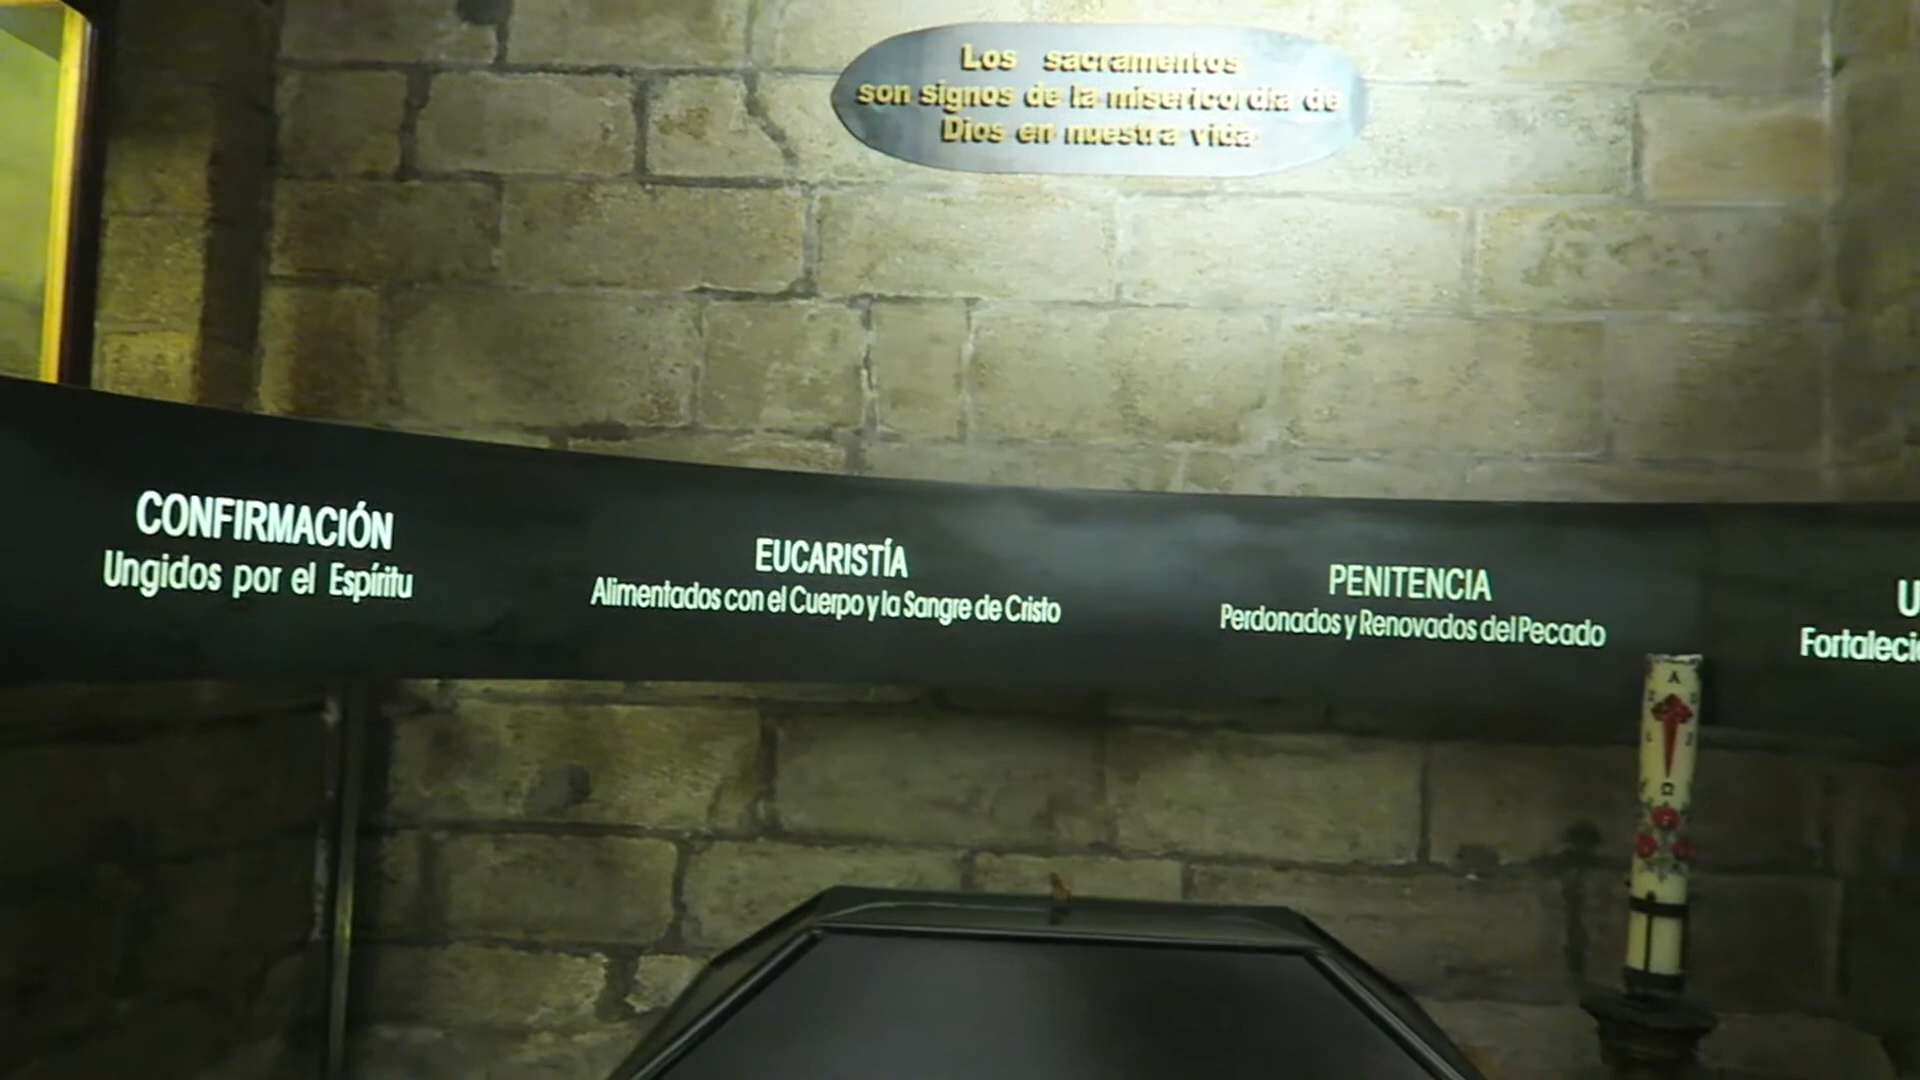 Los sacramentos
son signos de la misericordia de
Dios en nuestra vida
CONFIRMACIÓN
Ungidos por el Espíritu
EUCARISTÍA
Alimentados con el Cuerpo y la Sangre de Cristo
PENITENCIA
Perdonados y Renovados del Pecado
A
Ω